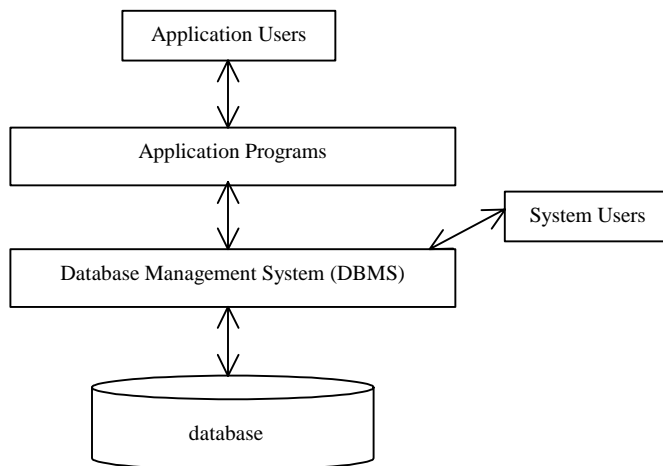 Application Users
Application Programs
System Users
Database Management System (DBMS)
database